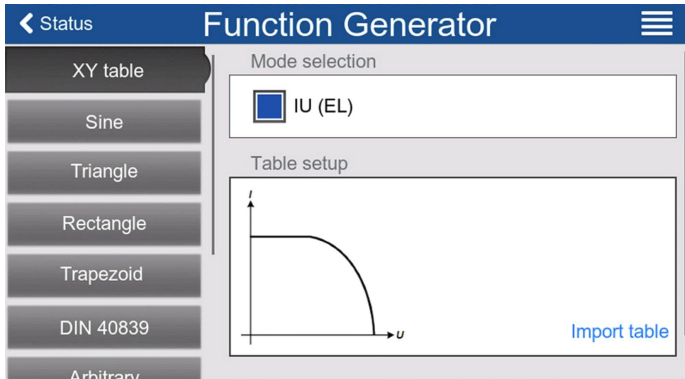 Status
Function Generator
XY table
Sine
Triangle
Rectangle
Trapezoid
DIN 40839
Arbitrary
Mode selection
IU (EL)
Table setup
I
U
Import table